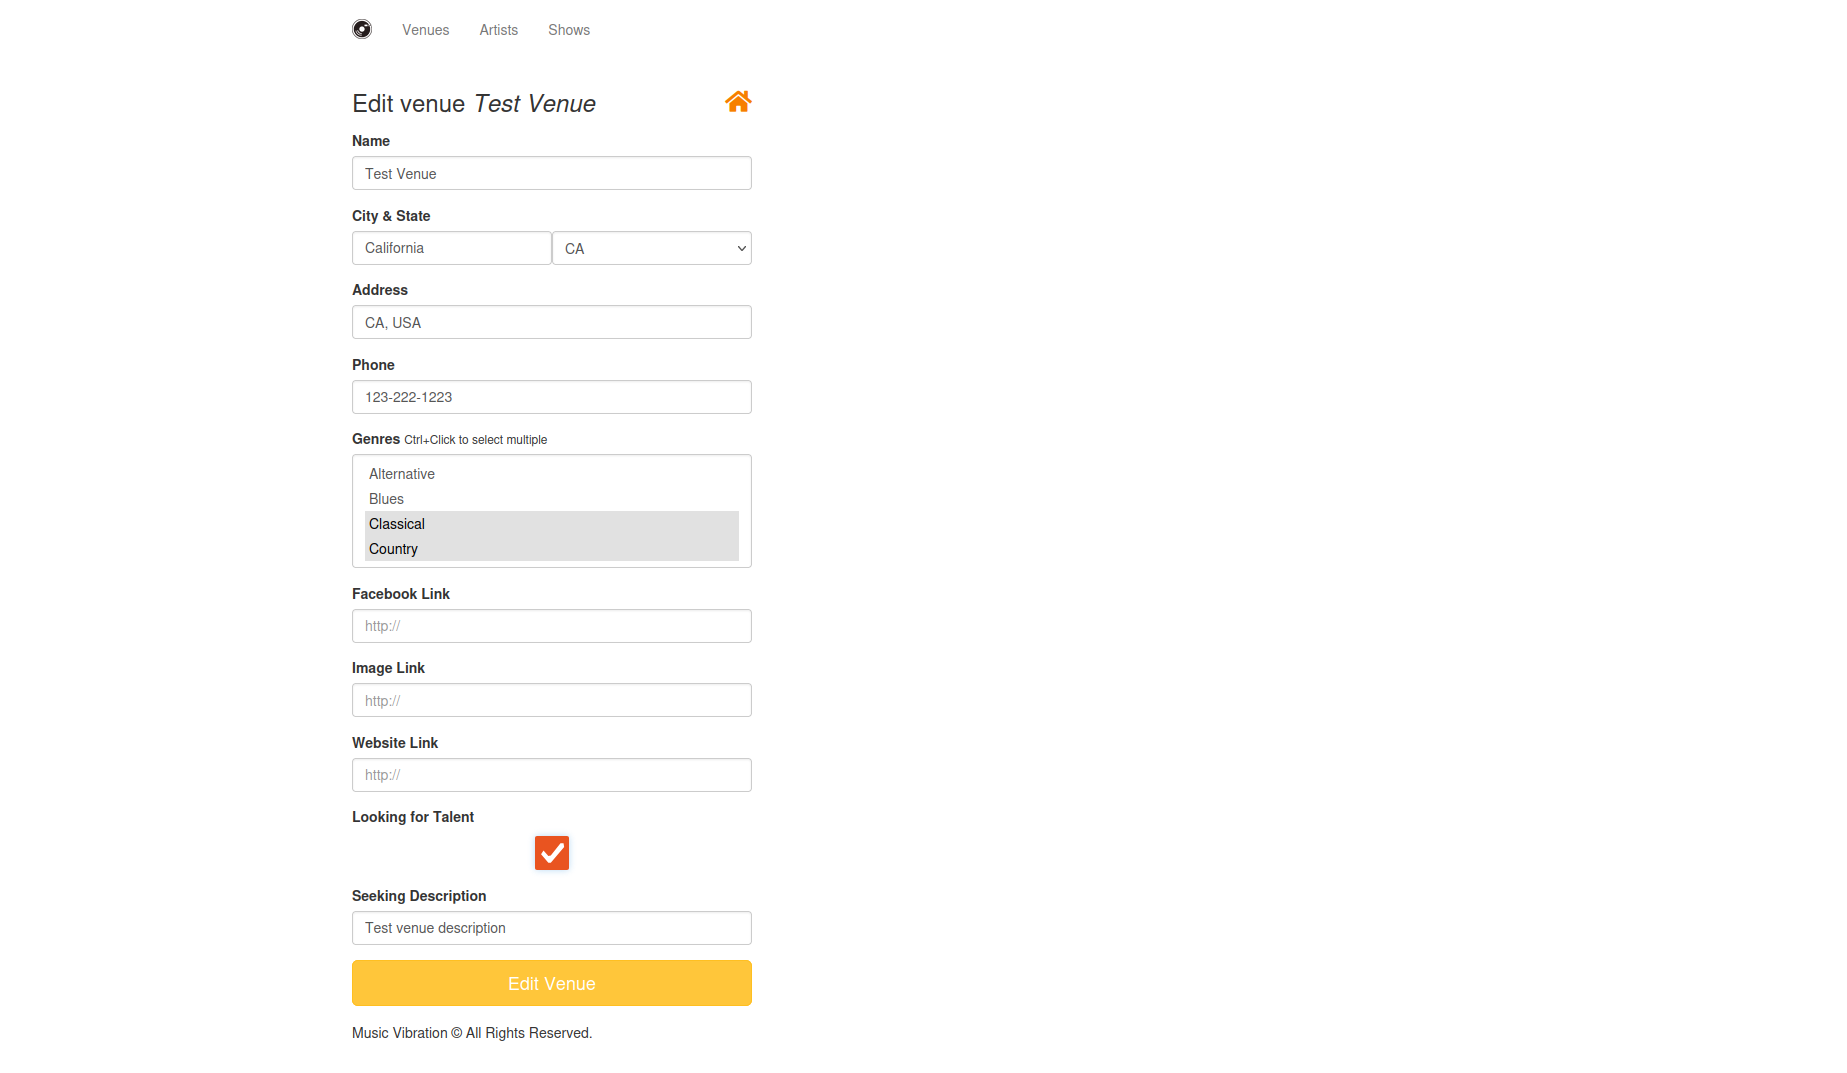 Venues Artists Shows
Edit venue Test Venue
Name
Test Venue
City & State
California CA
Address
CA, USA
Phone
123-222-1223
Genres Ctrl+Click to select multiple
Alternative
Blues
Classical
Country
Facebook Link
http://
Image Link
http://
Website Link
http://
Looking for Talent
Seeking Description
Test venue description
Edit Venue
Music Vibration © All Rights Reserved.